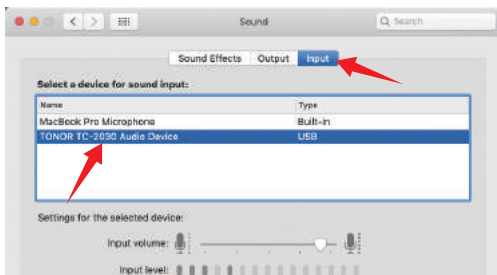 Sound
Search
Sound Effects Output Input
Select a device for sound input:
Name Type
MacBook Pro Microphone Built-in
TONOR TC-2030 Audio Device USB
Settings for the selected device:
Input volume:
Input level: